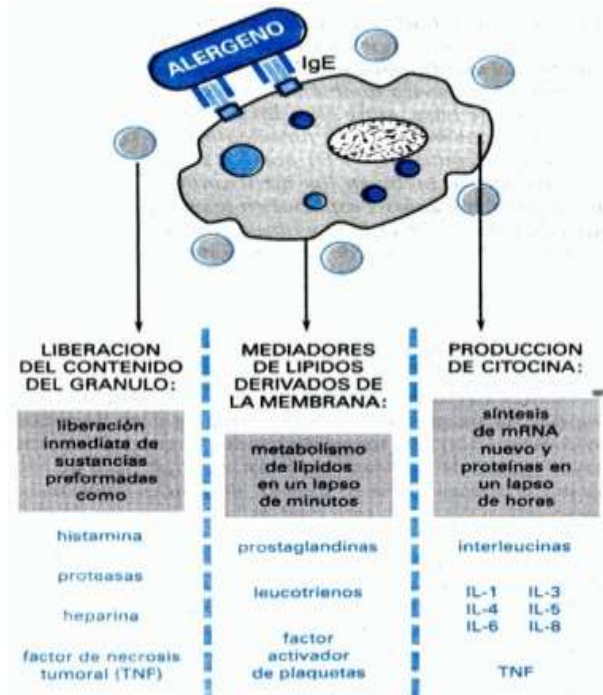 ALERGENO
IgE
LIBERACION
DEL CONTENIDO
DEL GRANULO:
liberación
inmediata de
sustancias
preformadas
como
histamina
proteasas
heparina
factor de necrosis
tumoral (TNF)
MEDIADORES
DE LIPIDOS
DERIVADOS DE
LA MEMBRANA:
metabolismo
de lípidos
en un lapso
de minutos
prostaglandinas
leucotrienos
factor
activador
de plaquetas
PRODUCCION
DE CITOCINA:
síntesis
de mRNA
nuevo y
proteínas en
un lapso
de horas
interleucinas
IL-1 IL-3
IL-4 IL-5
IL-6 IL-8
TNF